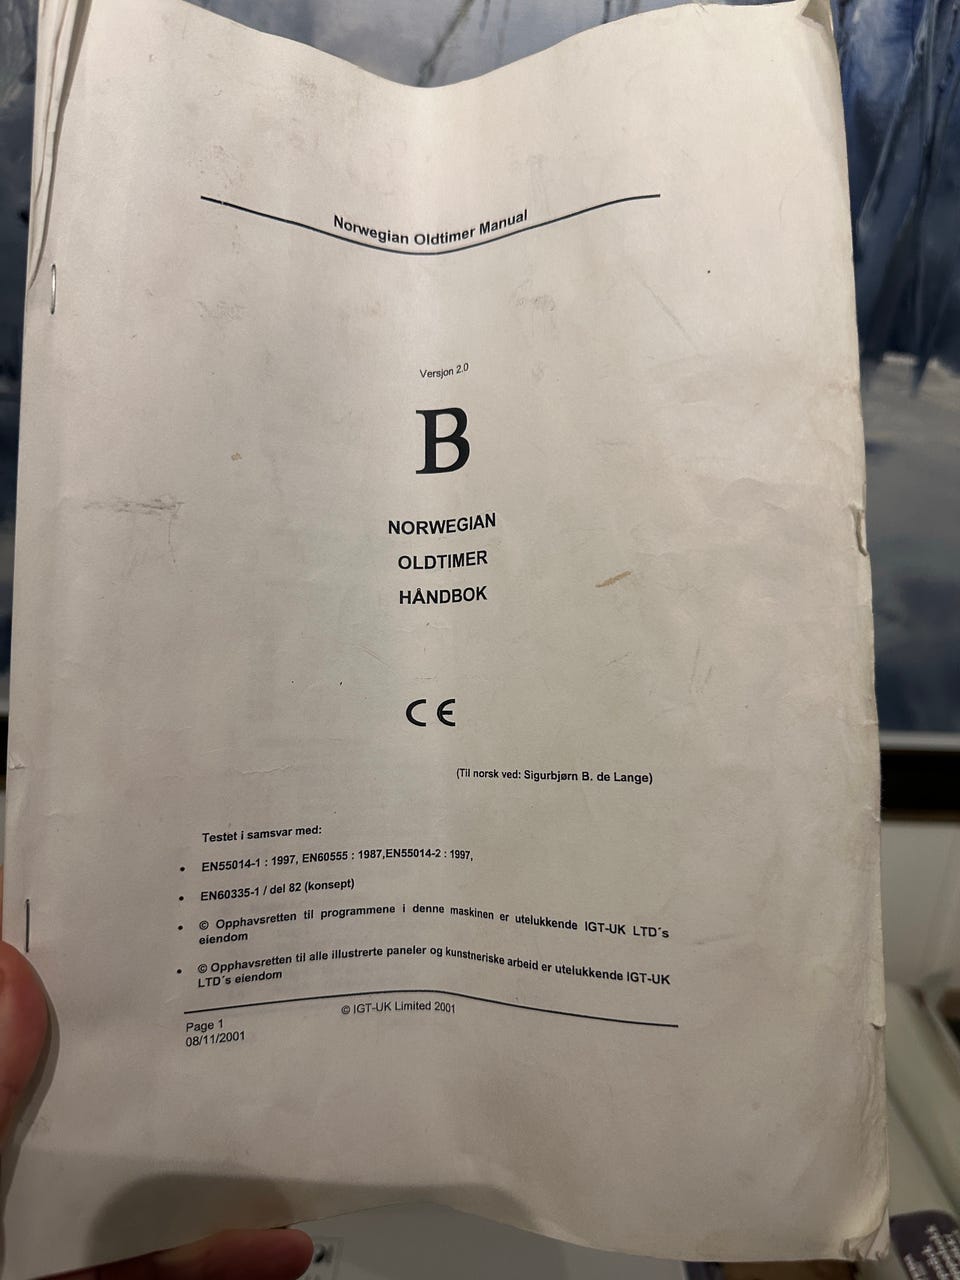 Norwegian Oldtimer Manual
Versjon 2.0
B
NORWEGIAN
OLDTIMER
HÅNDBOK
CE
(Til norsk ved: Sigurbjørn B. de Lange)
Testet i samsvar med:
• EN55014-1 : 1997, EN60555 : 1987,EN55014-2 : 1997,
• EN60335-1 / del 82 (konsept)
• © Opphavsretten til programmene i denne maskinen er utelukkende IGT-UK LTD´s
eiendom
• © Opphavsretten til alle illustrerte paneler og kunstneriske arbeid er utelukkende IGT-UK
LTD´s eiendom
© IGT-UK Limited 2001
Page 1
08/11/2001